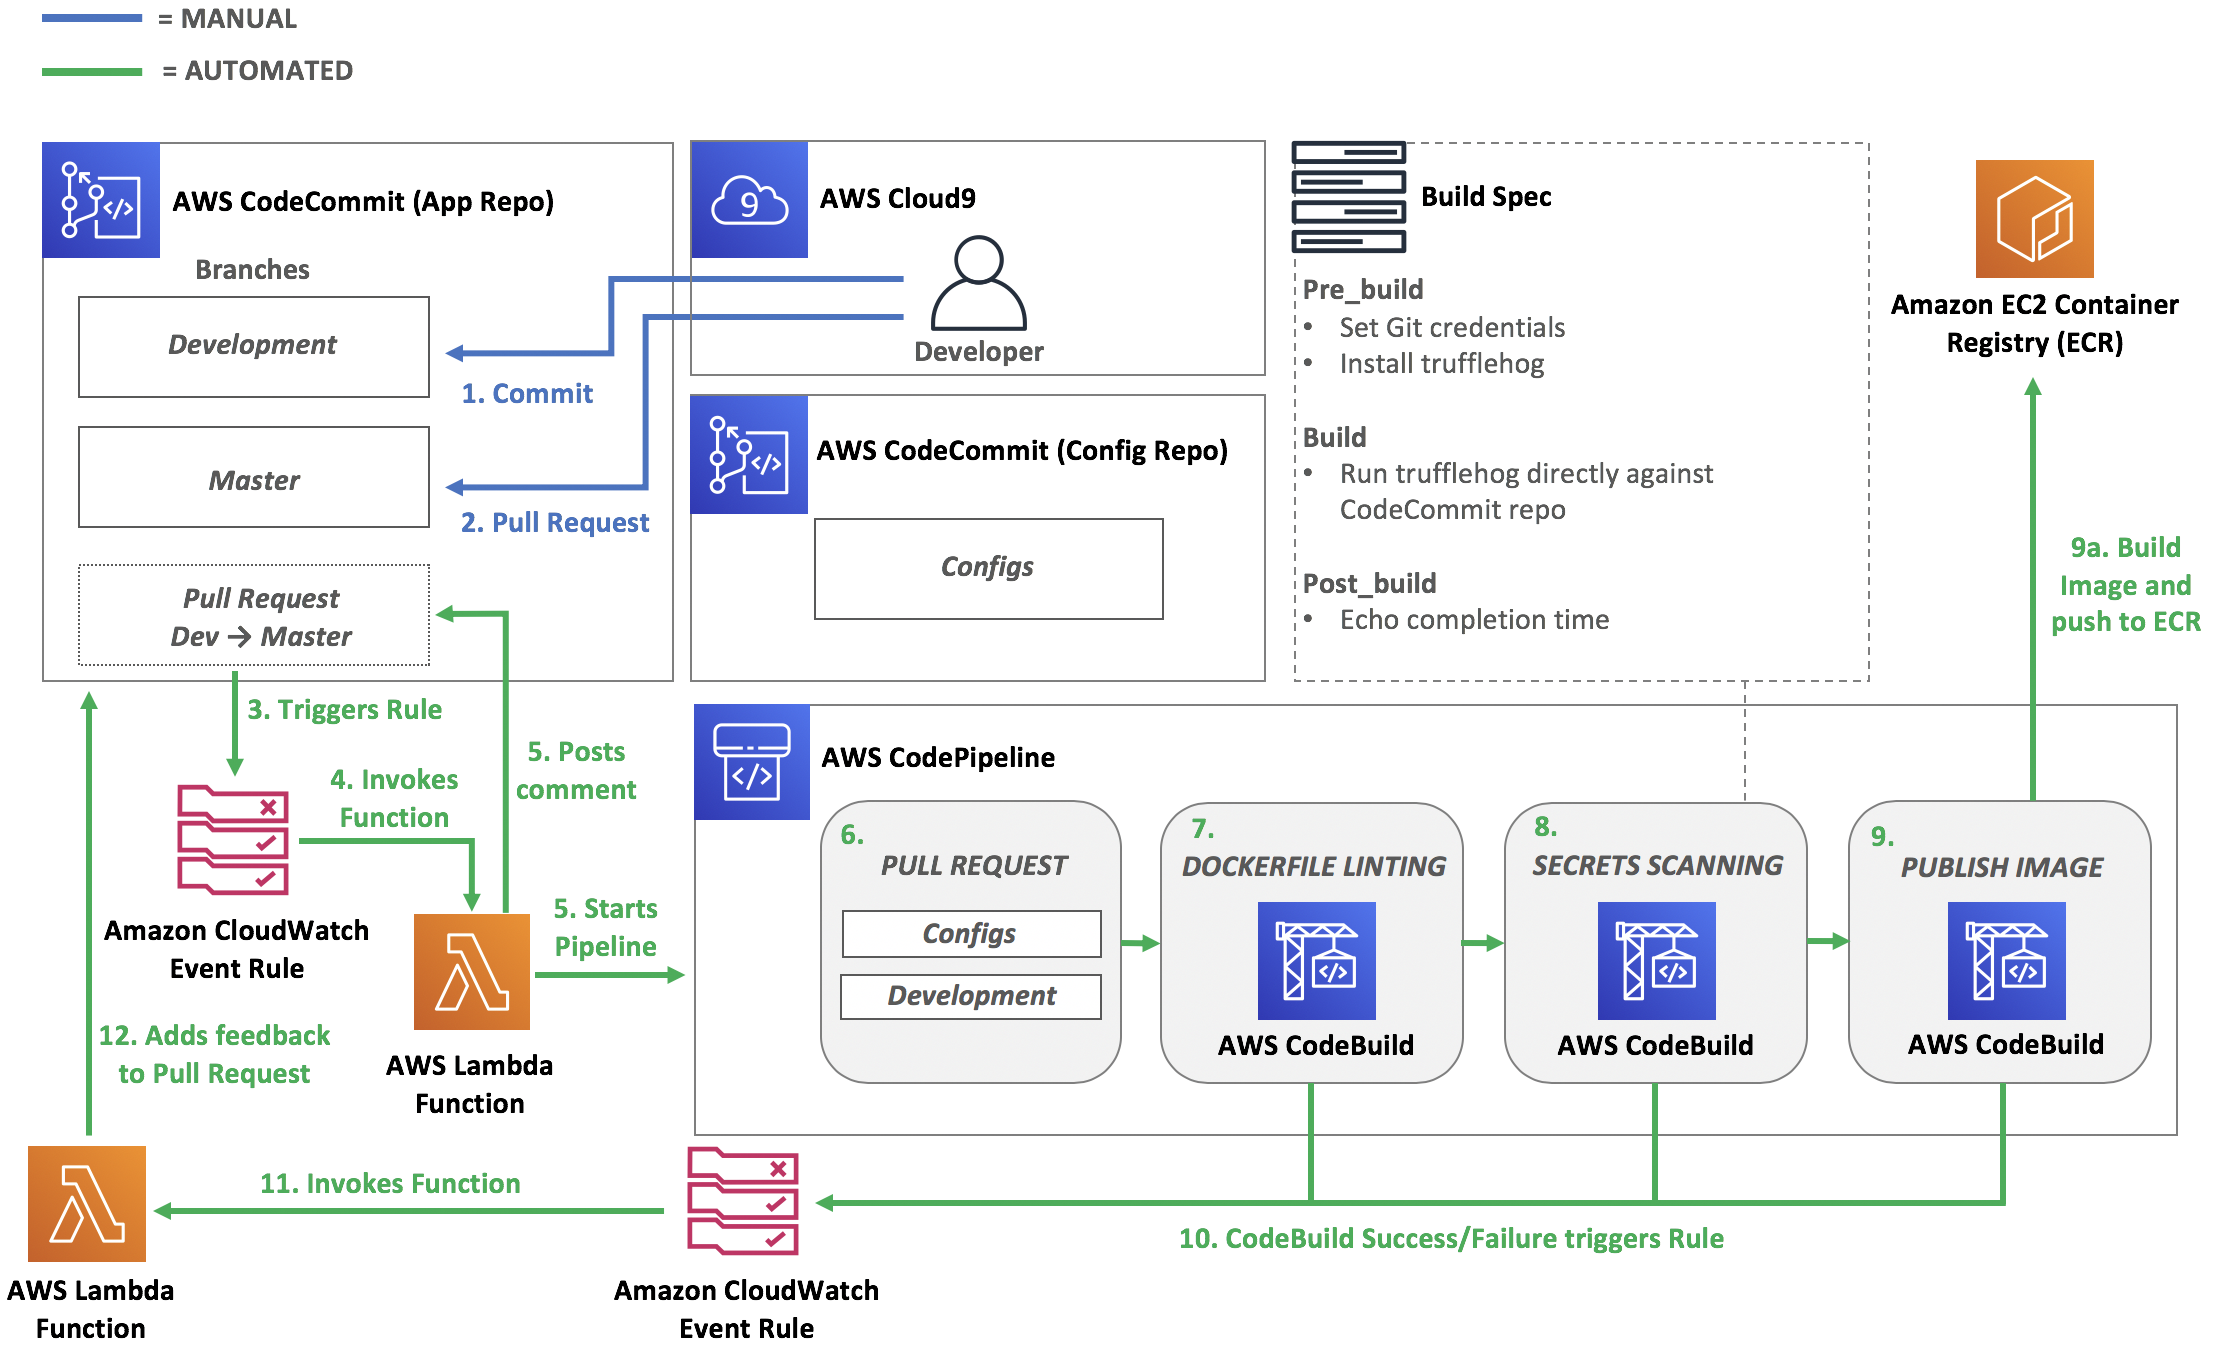 = MANUAL
= AUTOMATED
AWS CodeCommit (App Repo)
Branches
Development
Master
Pull Request
Dev → Master
1. Commit
2. Pull Request
AWS Cloud9
9
Developer
AWS CodeCommit (Config Repo)
Configs
Build Spec
Pre_build
• Set Git credentials
• Install trufflehog
Build
• Run trufflehog directly against
CodeCommit repo
Post_build
• Echo completion time
Amazon EC2 Container
Registry (ECR)
9a. Build
Image and
push to ECR
3. Triggers Rule
4. Invokes
Function
5. Posts
comment
Amazon CloudWatch
Event Rule
5. Starts
Pipeline
AWS Lambda
Function
AWS CodePipeline
6.
PULL REQUEST
Configs
Development
7.
DOCKERFILE LINTING
AWS CodeBuild
8.
SECRETS SCANNING
AWS CodeBuild
9.
PUBLISH IMAGE
AWS CodeBuild
10. CodeBuild Success/Failure triggers Rule
Amazon CloudWatch
Event Rule
11. Invokes Function
12. Adds feedback
to Pull Request
AWS Lambda
Function